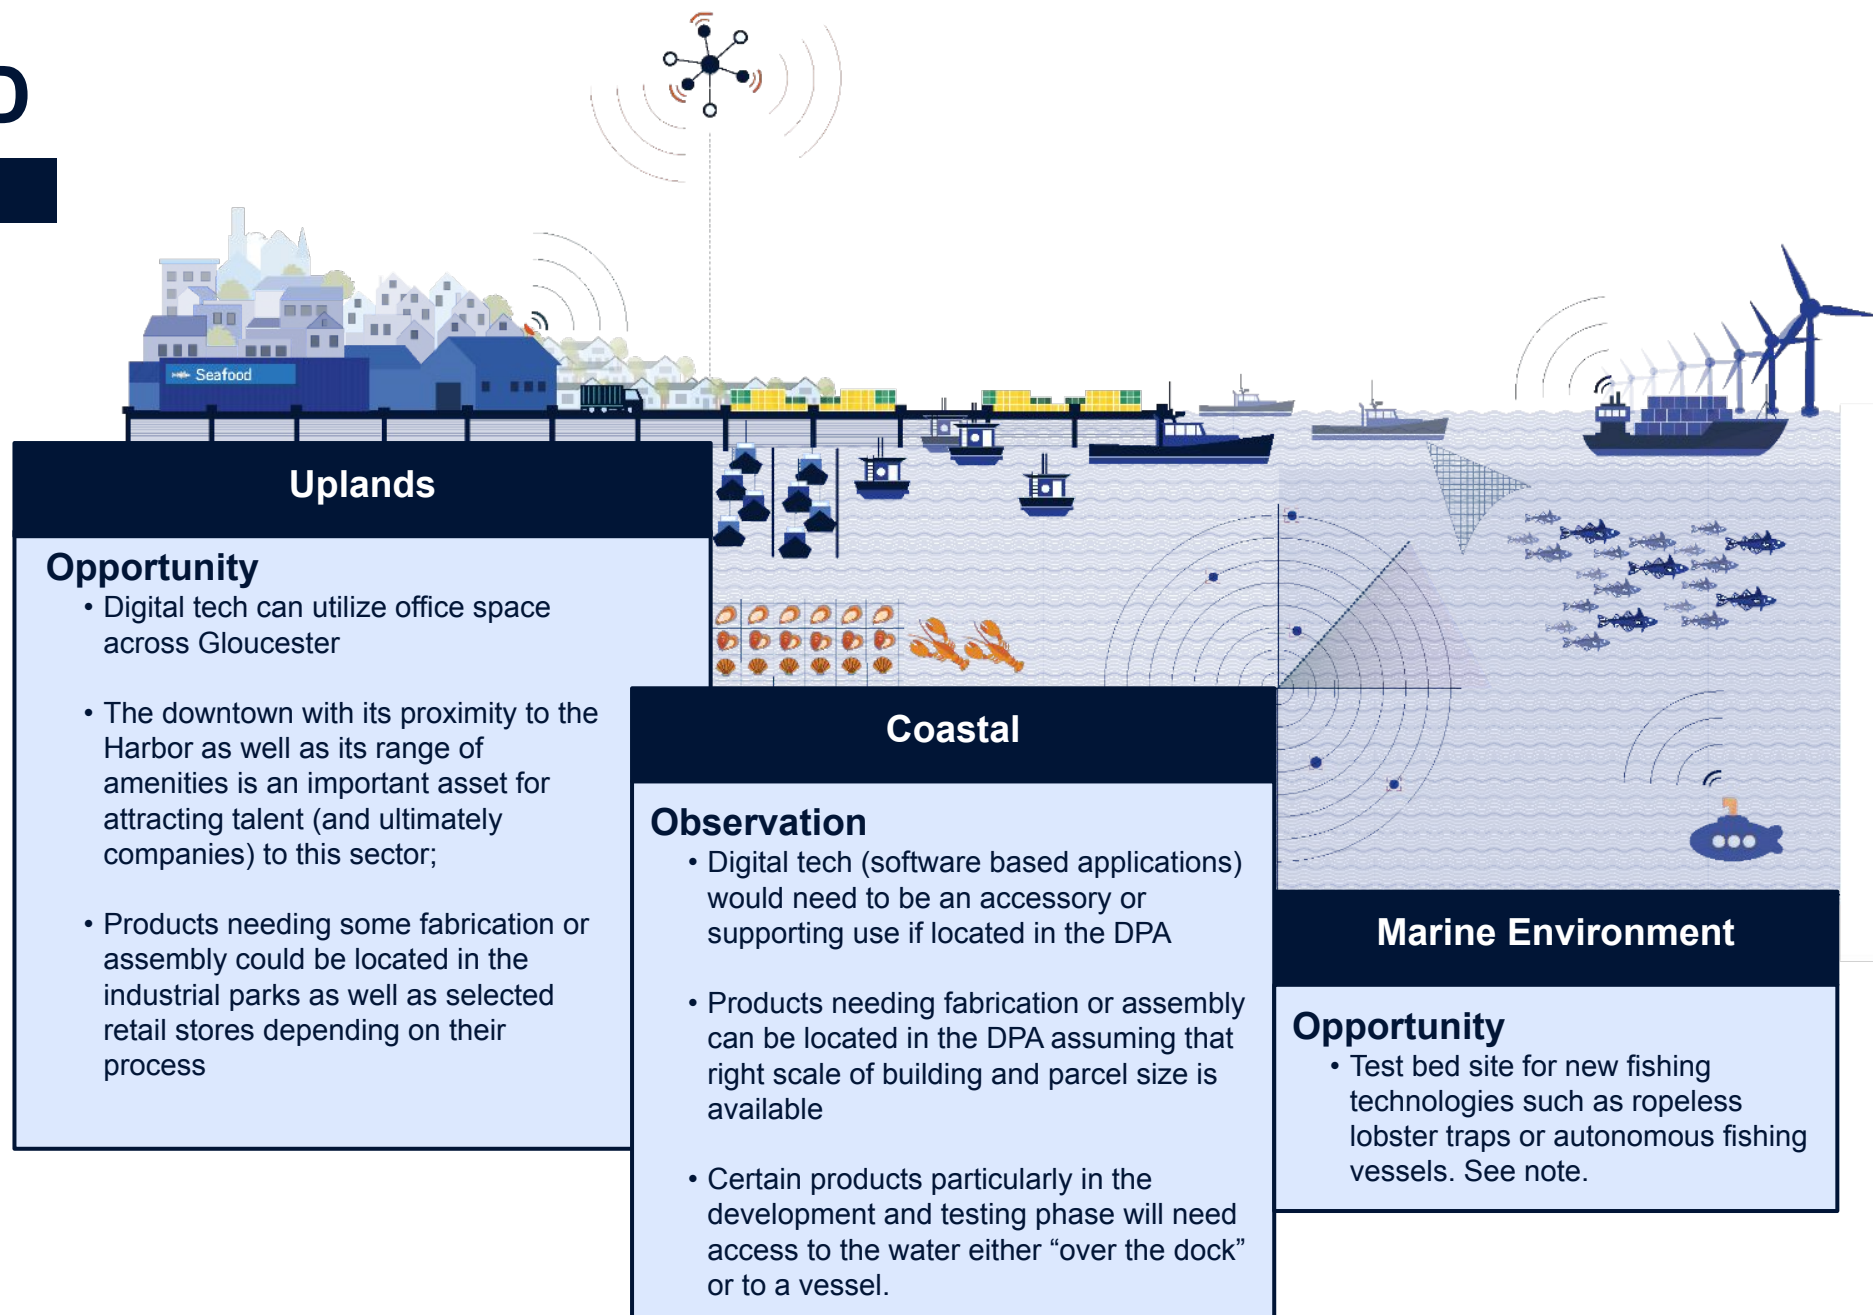 D
Seafood
Uplands
Opportunity
• Digital tech can utilize office space
across Gloucester
• The downtown with its proximity to the
Harbor as well as its range of
amenities is an important asset for
attracting talent (and ultimately
companies) to this sector;
• Products needing some fabrication or
assembly could be located in the
industrial parks as well as selected
retail stores depending on their
process
Coastal
Observation
• Digital tech (software based applications)
would need to be an accessory or
supporting use if located in the DPA
• Products needing fabrication or assembly
can be located in the DPA assuming that
right scale of building and parcel size is
available
• Certain products particularly in the
development and testing phase will need
access to the water either “over the dock”
or to a vessel.
Marine Environment
Opportunity
• Test bed site for new fishing
technologies such as ropeless
lobster traps or autonomous fishing
vessels. See note.